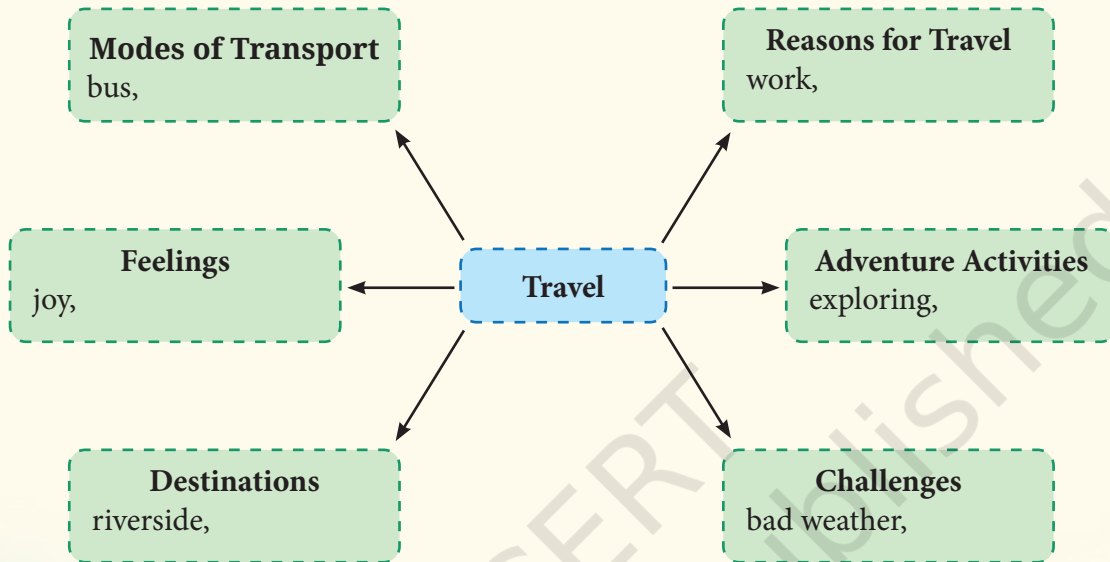 Modes of Transport
bus,
Reasons for Travel
work,
Feelings
joy,
Travel
Adventure Activities
exploring,
Destinations
riverside,
Challenges
bad weather,